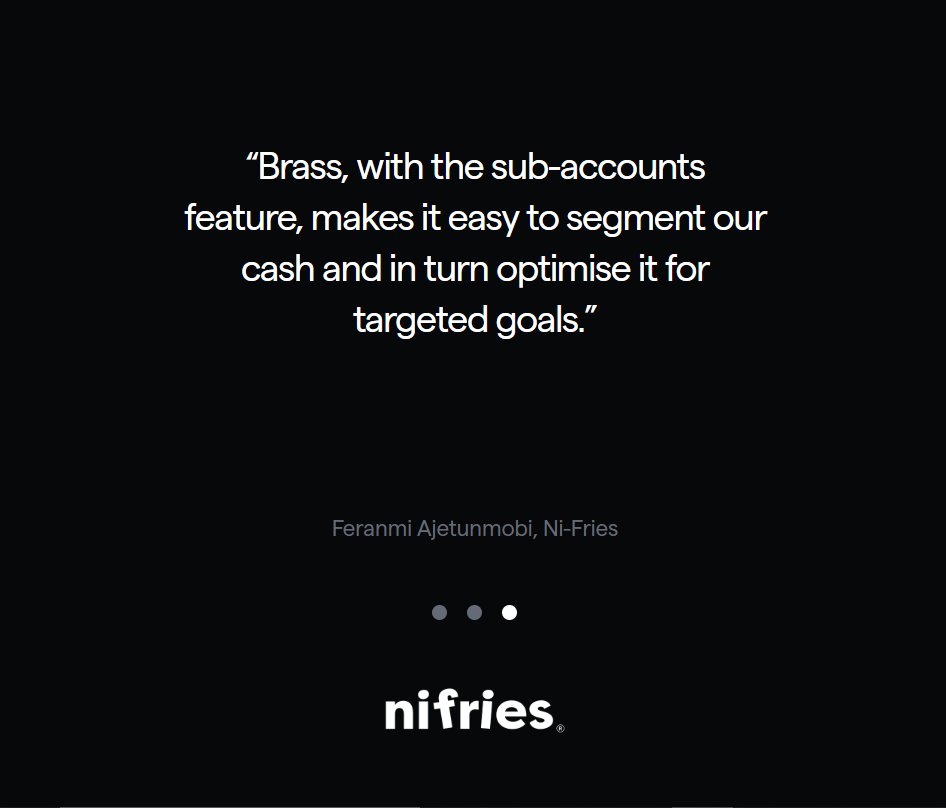 “Brass, with the sub-accounts
feature, makes it easy to segment our
cash and in turn optimise it for
targeted goals.”
Feranmi Ajetunmobi, Ni-Fries
nifries®